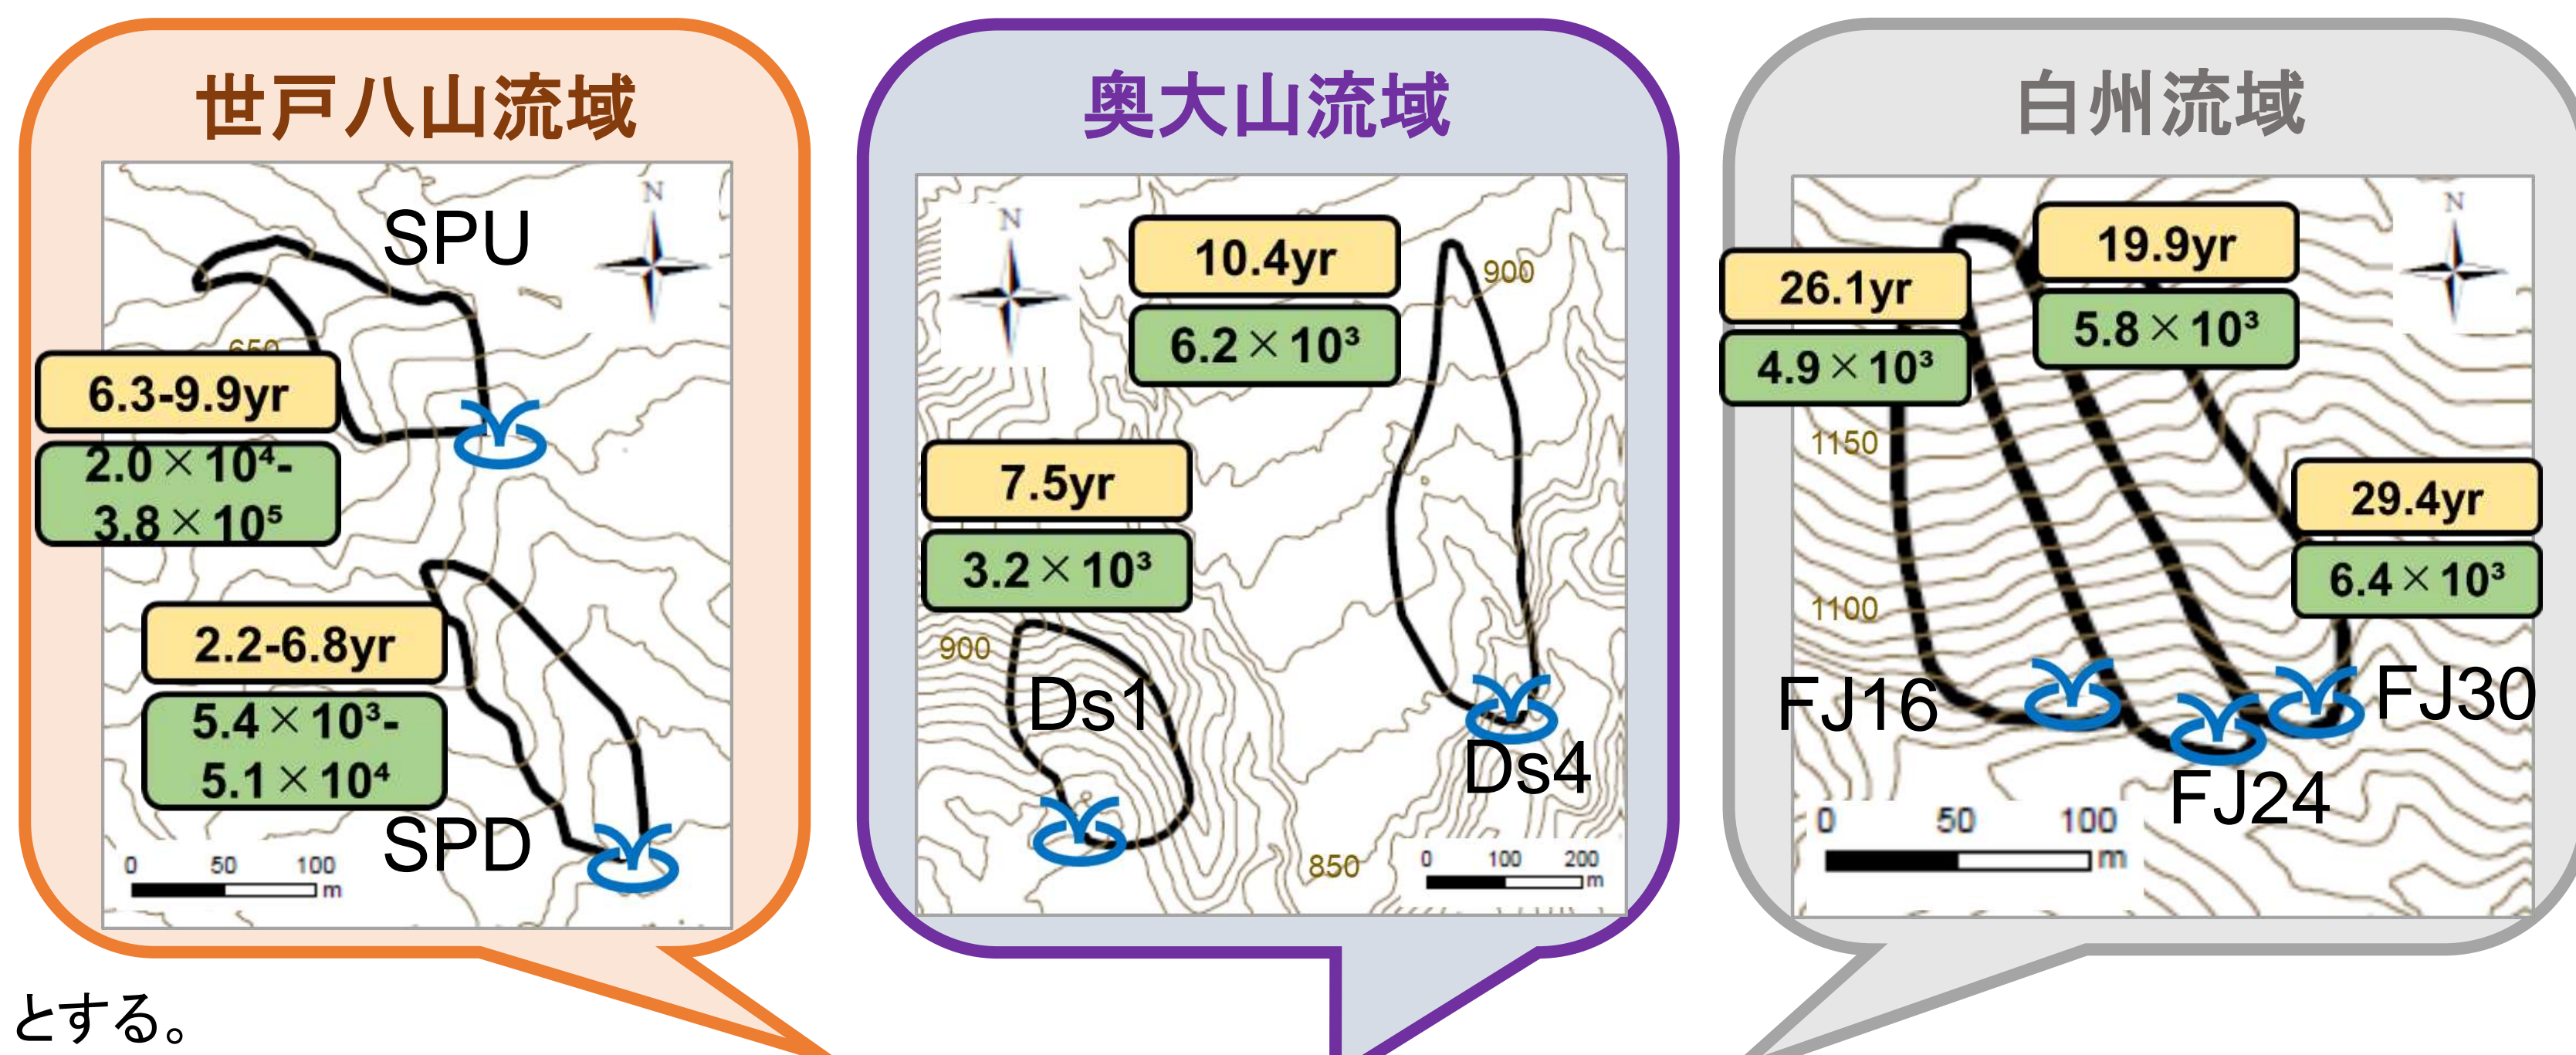 世戸八山流域
N
SPU
650
6.3-9.9yr
2.0×10⁴-
3.8×10⁵
2.2-6.8yr
5.4×10³-
5.1×10⁴
SPD
0 50 100
m
奥大山流域
N
10.4yr
6.2×10³
900
7.5yr
3.2×10³
900
Ds1
Ds4
850
0 100 200
m
白州流域
N
19.9yr
5.8×10³
26.1yr
4.9×10³
1150
29.4yr
6.4×10³
1100
FJ16
FJ30
FJ24
0 50 100
m
とする。